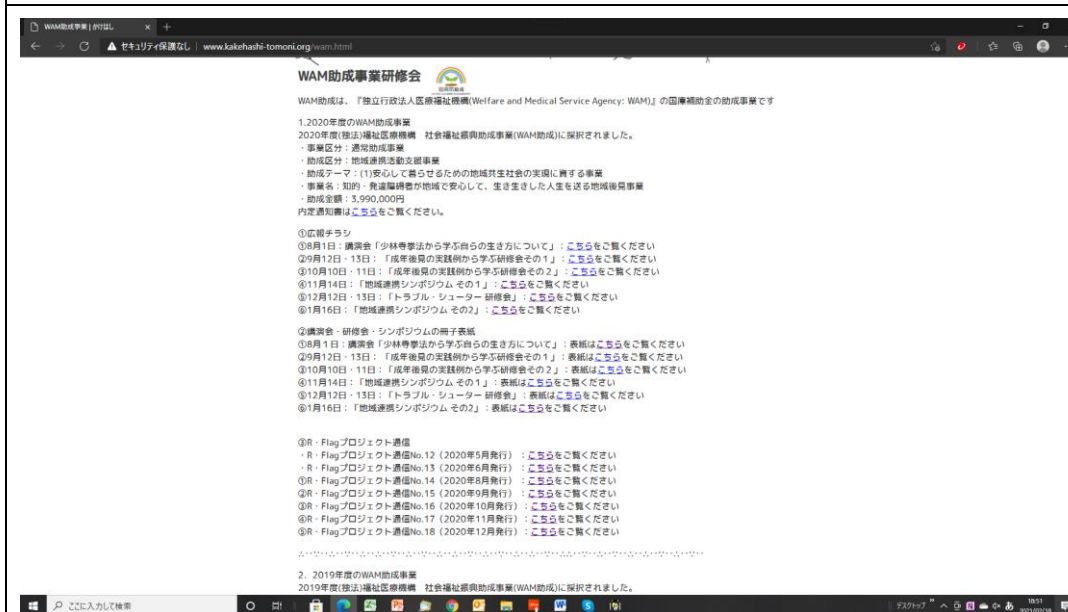 WAM助成事業 | かけはし
セキュリティ保護なし | www.kakehashi-tomoni.org/wam.html
WAM助成事業研修会
WAM助成は、『独立行政法人医療福祉機構(Welfare and Medical Service Agency: WAM)』の国庫補助金の助成事業です
1.2020年度のWAM助成事業
2020年度(独法)福祉医療機構 社会福祉振興助成事業(WAM助成)に採択されました。
・事業区分：通常助成事業
・助成区分：地域連携活動支援事業
・助成テーマ：(1)安心して暮らせるための地域共生社会の実現に資する事業
・事業名：知的・発達障碍者が地域で安心して、生き生きした人生を送る地域後見事業
・助成金額：3,990,000円
内定通知書はこちらをご覧ください。
①広報チラシ
①8月1日：講演会「少林寺拳法から学ぶ自らの生き方について」：こちらをご覧ください
②9月12日・13日：「成年後見の実践例から学ぶ研修会その１」：こちらをご覧ください
③10月10日・11日：「成年後見の実践例から学ぶ研修会その２」：こちらをご覧ください
④11月14日：「地域連携シンポジウム その１」：こちらをご覧ください
⑤12月12日・13日：「トラブル・シューター 研修会」：こちらをご覧ください
⑥1月16日：「地域連携シンポジウム その2」：こちらをご覧ください
②講演会・研修会・シンポジウムの冊子表紙
①8月１日：講演会「少林寺拳法から学ぶ自らの生き方について」：表紙はこちらをご覧ください
②9月12日・13日：「成年後見の実践例から学ぶ研修会その１」：表紙はこちらをご覧ください
③10月10日・11日：「成年後見の実践例から学ぶ研修会その２」：表紙はこちらをご覧ください
④11月14日：「地域連携シンポジウム その１」：表紙はこちらをご覧ください
⑤12月12日・13日：「トラブル・シューター 研修会」：表紙はこちらをご覧ください
⑥1月16日：「地域連携シンポジウム その2」：表紙はこちらをご覧ください
③R・Flagプロジェクト通信
・R・Flagプロジェクト通信No.12（2020年5月発行）：こちらをご覧ください
・R・Flagプロジェクト通信No.13（2020年6月発行）：こちらをご覧ください
①R・Flagプロジェクト通信No.14（2020年8月発行）：こちらをご覧ください
②R・Flagプロジェクト通信No.15（2020年9月発行）：こちらをご覧ください
③R・Flagプロジェクト通信No.16（2020年10月発行）：こちらをご覧ください
④R・Flagプロジェクト通信No.17（2020年11月発行）：こちらをご覧ください
⑤R・Flagプロジェクト通信No.18（2020年12月発行）：こちらをご覧ください
2．2019年度のWAM助成事業
2019年度(独法)福祉医療機構 社会福祉振興助成事業(WAM助成)に採択されました。
ここに入力して検索
デスクトップ
あ
18:51
2021/02/18